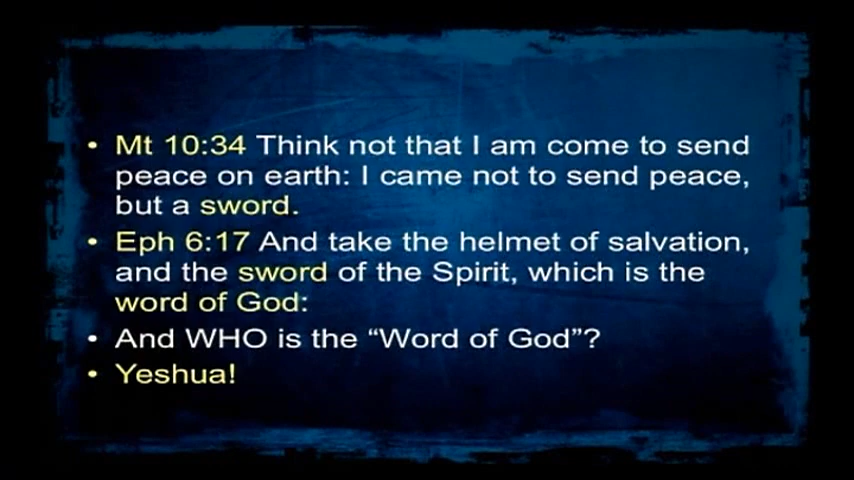 • Mt 10:34 Think not that I am come to send
peace on earth: I came not to send peace,
but a sword.
• Eph 6:17 And take the helmet of salvation,
and the sword of the Spirit, which is the
word of God:
• And WHO is the “Word of God”?
• Yeshua!